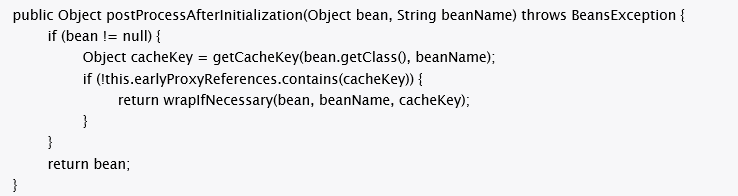 public Object postProcessAfterInitialization(Object bean, String beanName) throws BeansException {
if (bean != null) {
Object cacheKey = getCacheKey(bean.getClass(), beanName);
if (!this.earlyProxyReferences.contains(cacheKey)) {
return wrapIfNecessary(bean, beanName, cacheKey);
}
}
return bean;
}